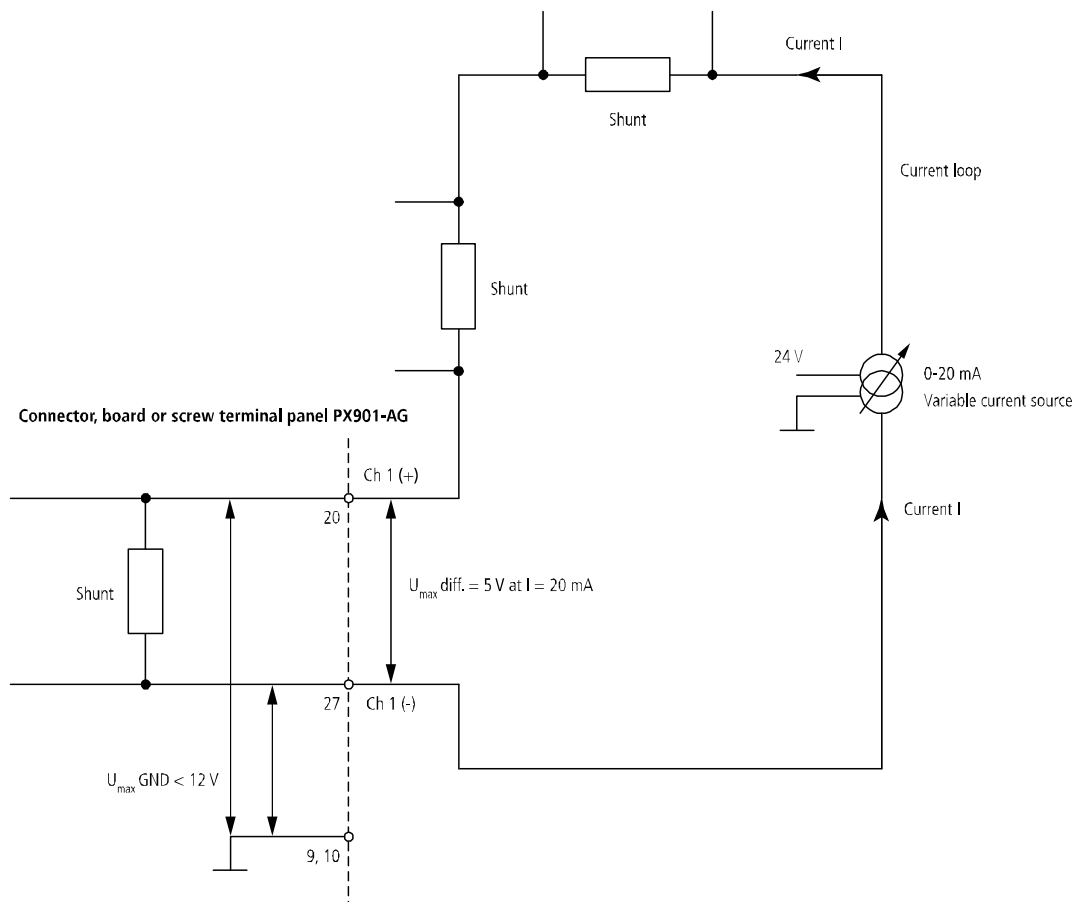 Current I
Shunt
Current loop
Shunt
24 V
0-20 mA
Variable current source
Connector, board or screw terminal panel PX901-AG
Ch 1 (+)
20
Current I
Shunt
Umax diff. = 5 V at I = 20 mA
27
Ch 1 (-)
Umax GND < 12 V
9, 10